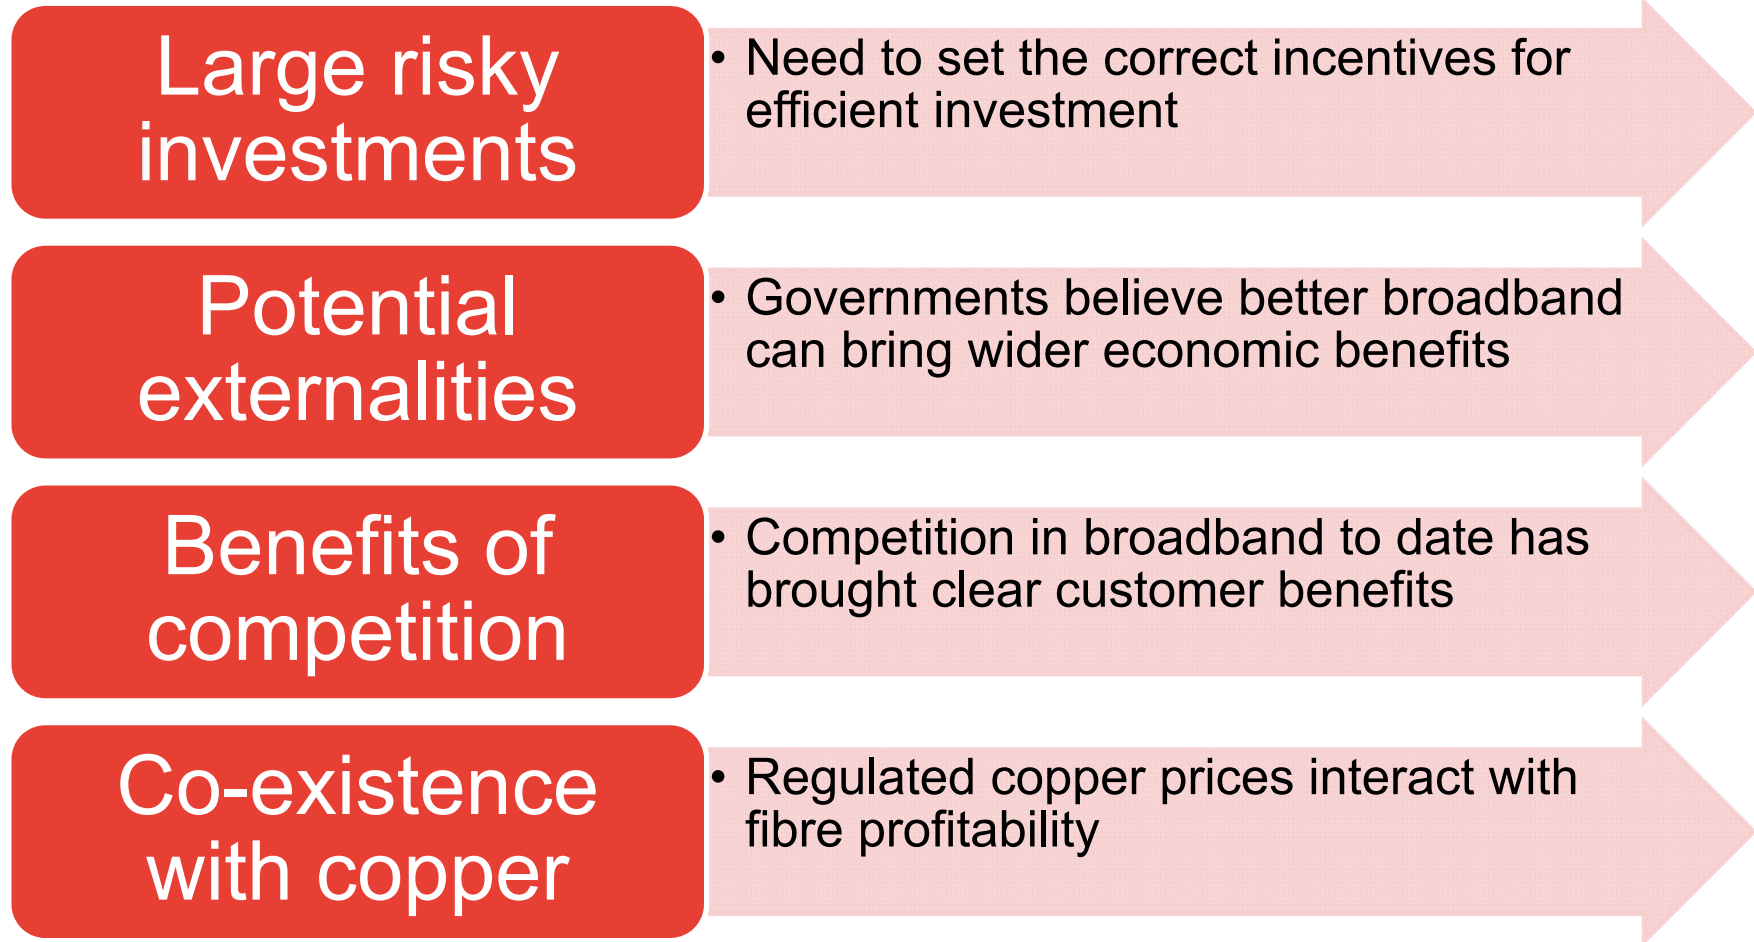 Large risky
investments
• Need to set the correct incentives for
efficient investment
Potential
externalities
• Governments believe better broadband
can bring wider economic benefits
Benefits of
competition
• Competition in broadband to date has
brought clear customer benefits
Co-existence
with copper
• Regulated copper prices interact with
fibre profitability